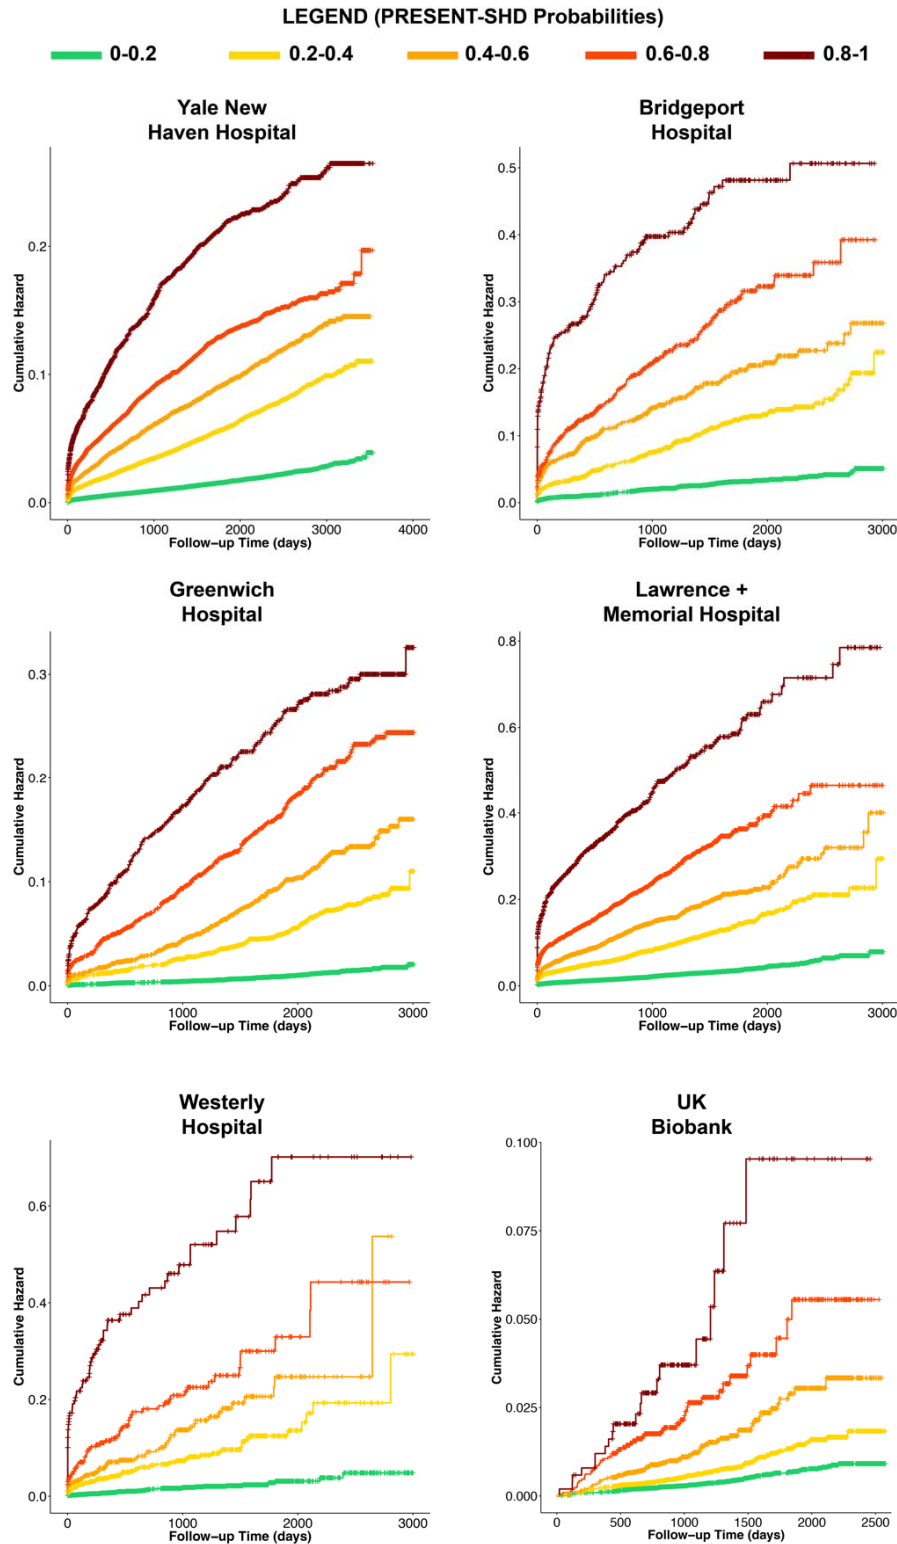 LEGEND (PRESENT-SHD Probabilities)
0-0.2 0.2-0.4 0.4-0.6 0.6-0.8 0.8-1
Yale New
Haven Hospital
Cumulative Hazard
0.2
0.1
0.0
0 1000 2000 3000 4000
Follow-up Time (days)
Bridgeport
Hospital
Cumulative Hazard
0.5
0.4
0.3
0.2
0.1
0.0
0 1000 2000 3000
Follow-up Time (days)
Greenwich
Hospital
Cumulative Hazard
0.3
0.2
0.1
0.0
0 1000 2000 3000
Follow-up Time (days)
Lawrence +
Memorial Hospital
Cumulative Hazard
0.8
0.6
0.4
0.2
0.0
0 1000 2000 3000
Follow-up Time (days)
Westerly
Hospital
Cumulative Hazard
0.6
0.4
0.2
0.0
0 1000 2000 3000
Follow-up Time (days)
UK
Biobank
Cumulative Hazard
0.100
0.075
0.050
0.025
0.000
0 500 1000 1500 2000 2500
Follow-up Time (days)